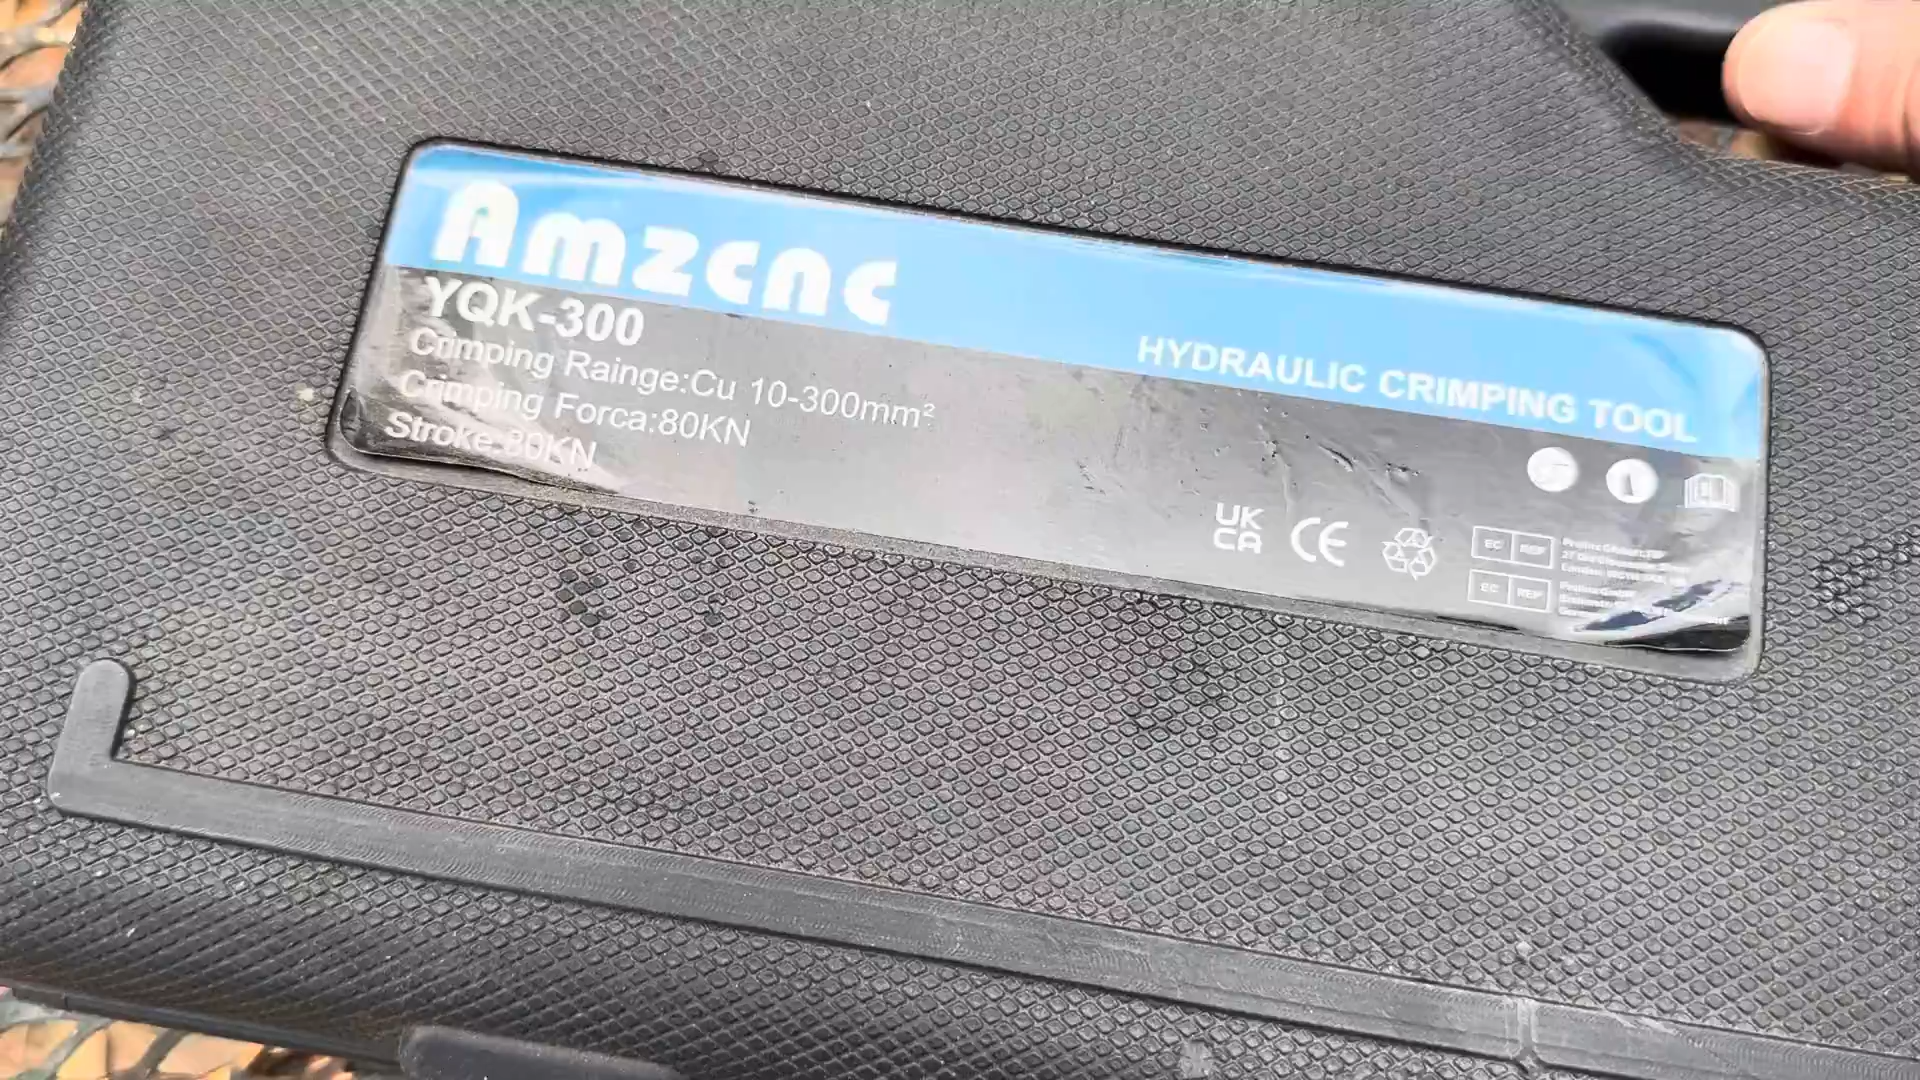 Amzcnc
YQK-300
HYDRAULIC CRIMPING TOOL
Crimping Rainge:Cu 10-300mm²
Crimping Forca:80KN
Stroke:80KN
UK
CA
CE
EC REP
EC REP